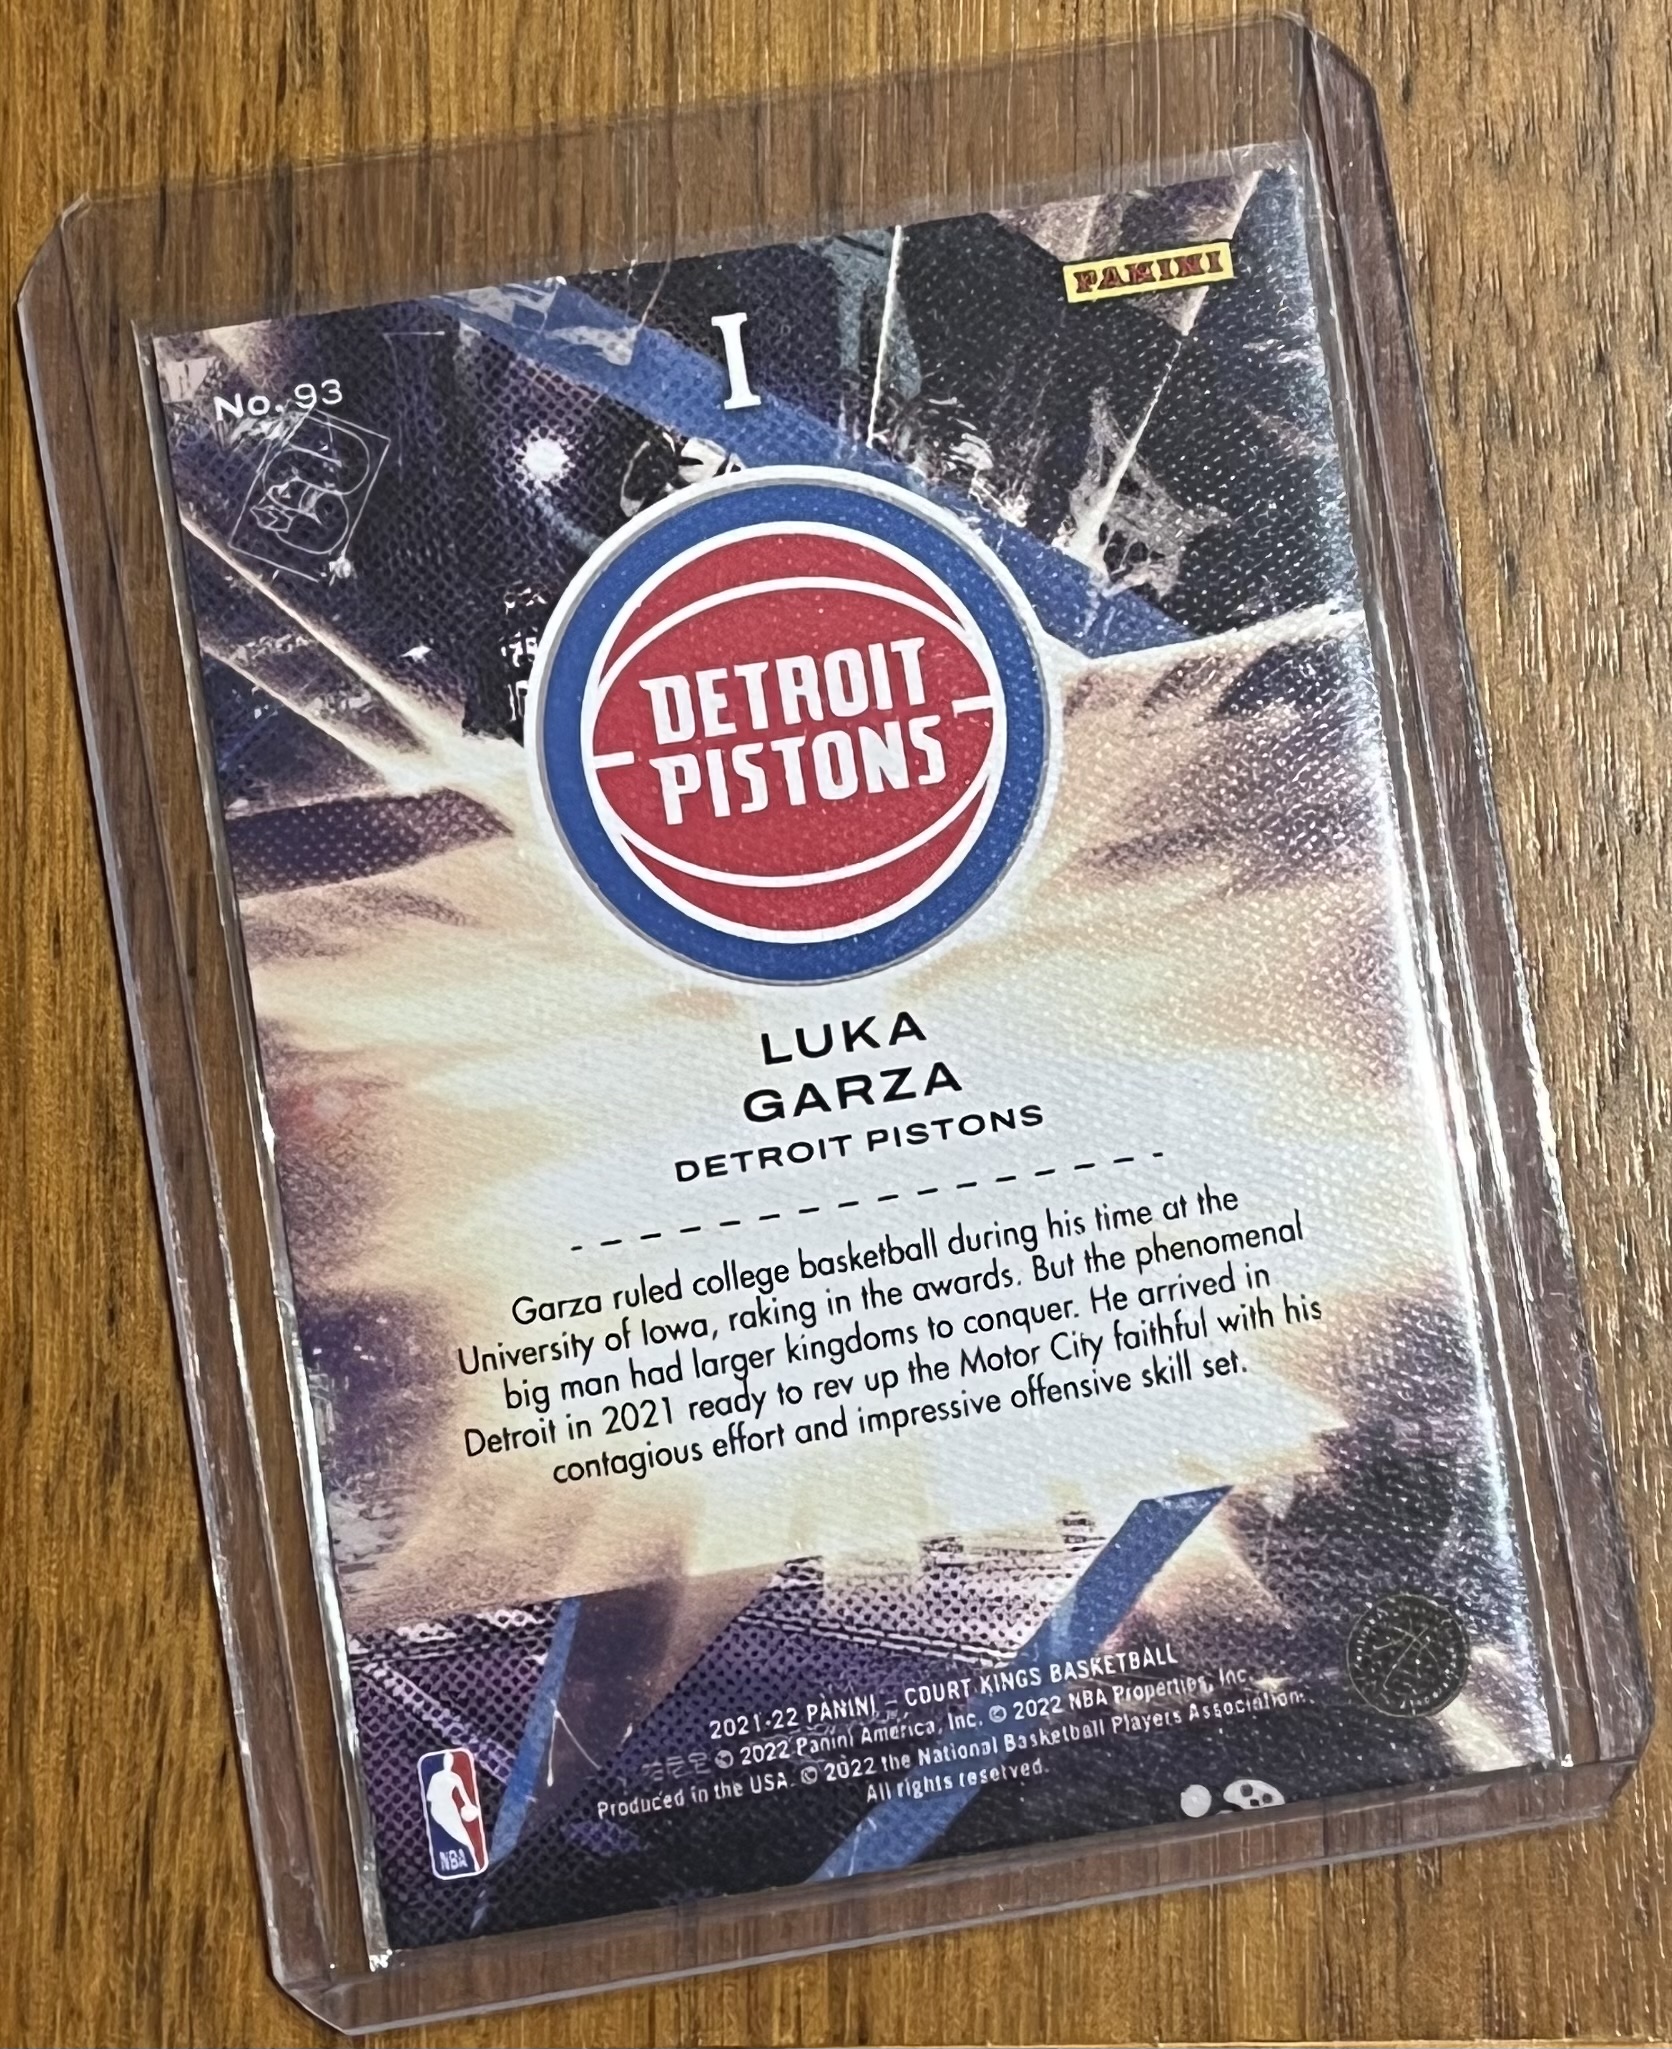 PANINI
I
No. 93
DETROIT
PISTONS
LUKA
GARZA
DETROIT PISTONS
Garza ruled college basketball during his time at the
University of Iowa, raking in the awards. But the phenomenal
big man had larger kingdoms to conquer. He arrived in
Detroit in 2021 ready to rev up the Motor City faithful with his
contagious effort and impressive offensive skill set.
2021-22 PANINI – COURT KINGS BASKETBALL
© 2022 Panini America, Inc. © 2022 NBA Properties, Inc.
Produced in the USA. © 2022 the National Basketball Players Association.
All rights reserved.
NBA